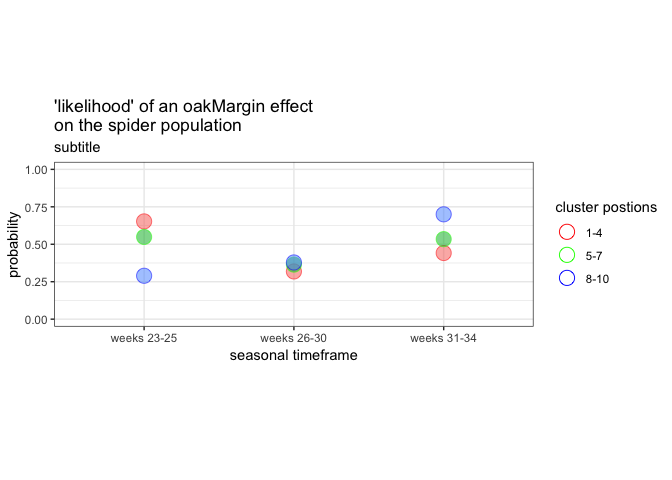 'likelihood' of an oakMargin effect
on the spider population
subtitle
1.00
0.75
0.50
0.25
0.00
probability
weeks 23-25
weeks 26-30
weeks 31-34
seasonal timeframe
cluster postions
1-4
5-7
8-10